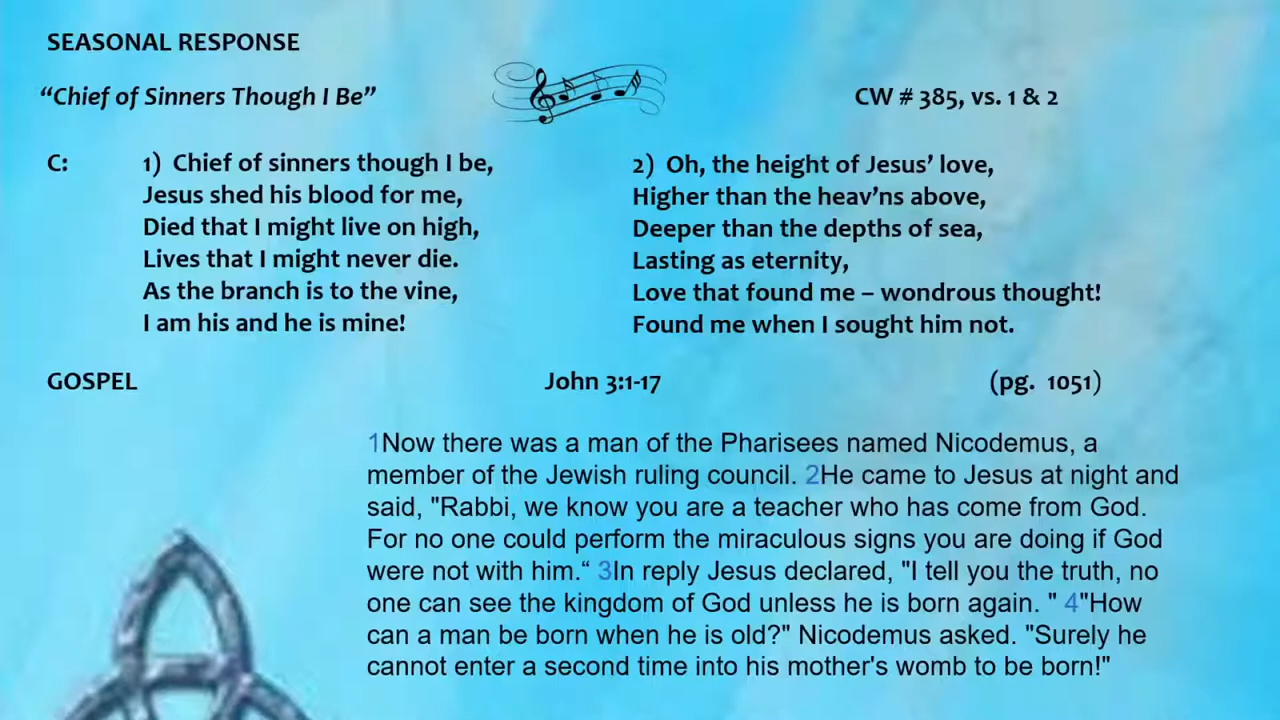 SEASONAL RESPONSE
“Chief of Sinners Though I Be” CW # 385, vs. 1 & 2
C: 1) Chief of sinners though I be,
Jesus shed his blood for me,
Died that I might live on high,
Lives that I might never die.
As the branch is to the vine,
I am his and he is mine!
2) Oh, the height of Jesus’ love,
Higher than the heav’ns above,
Deeper than the depths of sea,
Lasting as eternity,
Love that found me – wondrous thought!
Found me when I sought him not.
GOSPEL John 3:1-17 (pg. 1051)
1Now there was a man of the Pharisees named Nicodemus, a
member of the Jewish ruling council. 2He came to Jesus at night and
said, "Rabbi, we know you are a teacher who has come from God.
For no one could perform the miraculous signs you are doing if God
were not with him.“ 3In reply Jesus declared, "I tell you the truth, no
one can see the kingdom of God unless he is born again. " 4"How
can a man be born when he is old?" Nicodemus asked. "Surely he
cannot enter a second time into his mother's womb to be born!"